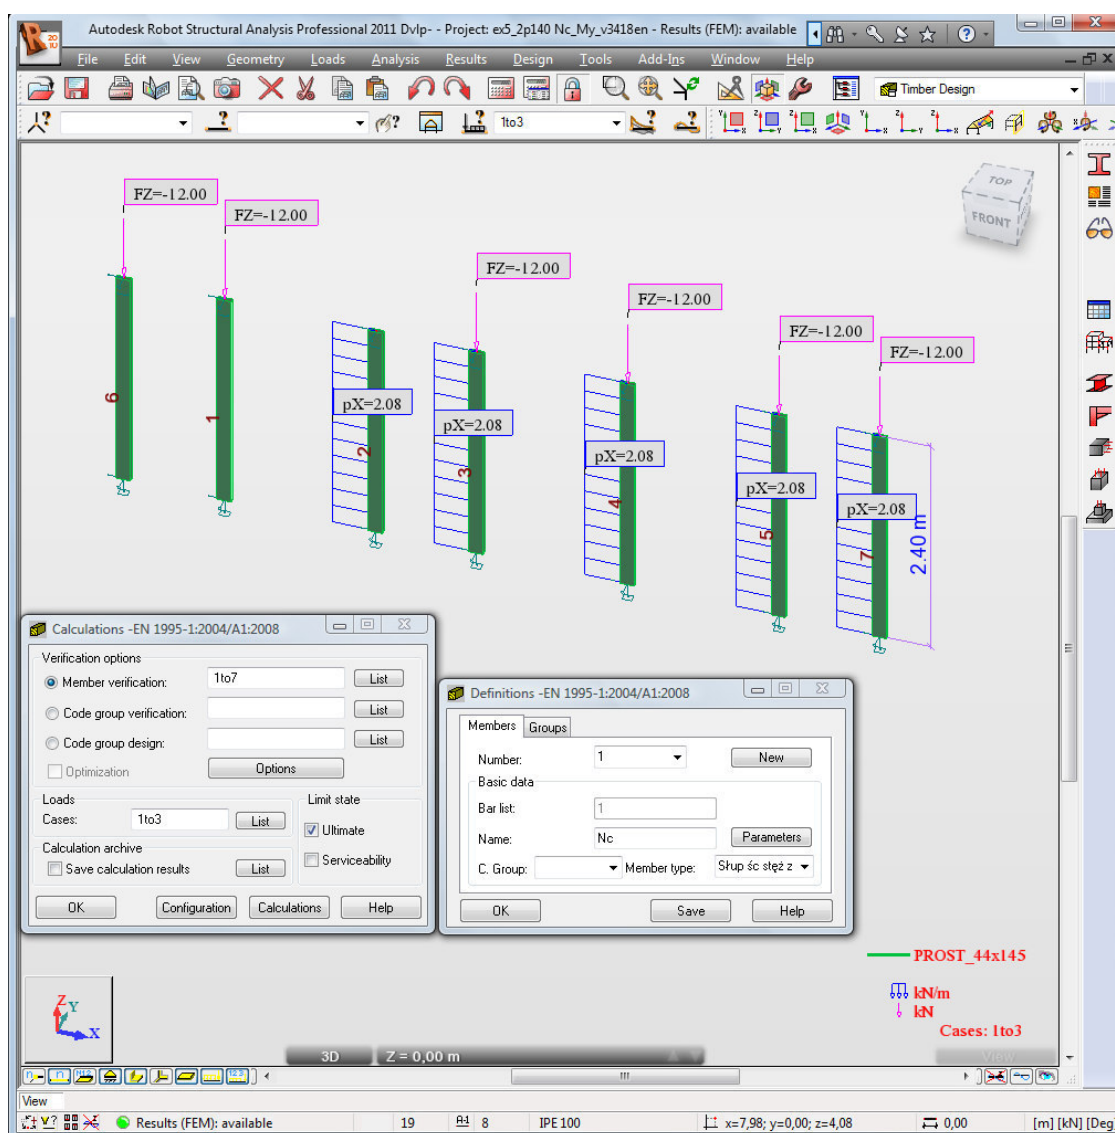 Autodesk Robot Structural Analysis Professional 2011 Dvlp- - Project: ex5_2p140 Nc_My_v3418en - Results (FEM): available
File Edit View Geometry Loads Analysis Results Design Tools Add-Ins Window Help
Timber Design
1to3
TOP
FRONT
FZ=-12.00
FZ=-12.00
FZ=-12.00
FZ=-12.00
FZ=-12.00
FZ=-12.00
6
1
2
3
4
5
7
pX=2.08
pX=2.08
pX=2.08
pX=2.08
pX=2.08
2.40 m
Calculations -EN 1995-1:2004/A1:2008
Verification options
Member verification: 1to7 List
Code group verification: List
Code group design: List
Optimization Options
Loads
Cases: 1to3 List
Limit state
Ultimate
Serviceability
Calculation archive
Save calculation results List
OK Configuration Calculations Help
Definitions -EN 1995-1:2004/A1:2008
Members Groups
Number: 1 New
Basic data
Bar list: 1
Name: Nc Parameters
C. Group: Member type: Słup śc stęż z
OK Save Help
PROST_44x145
kN/m
kN
Cases: 1to3
Z Y X
3D Z = 0,00 m
View
View
Results (FEM): available 19 8 IPE 100 x=7,98; y=0,00; z=4,08 0,00 [m] [kN] [Deg